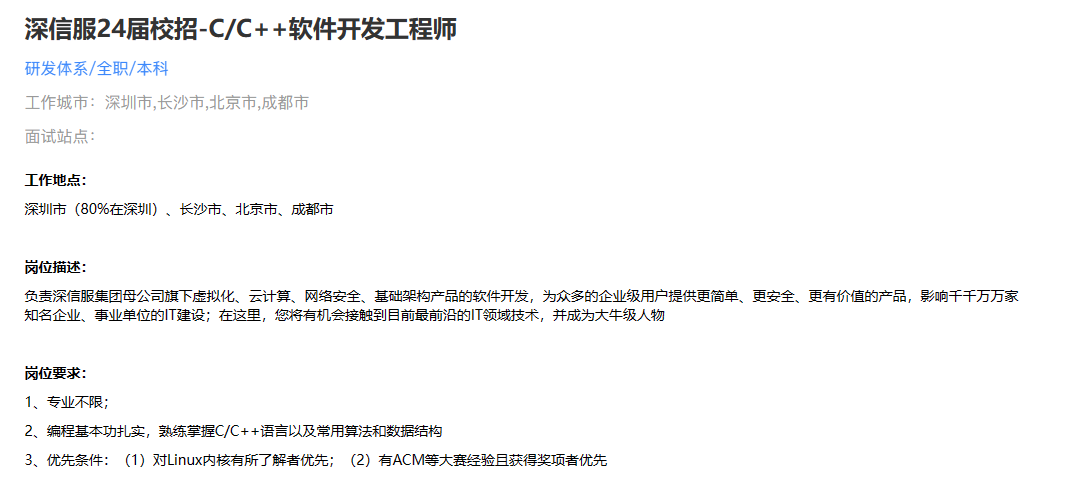 深信服24届校招-C/C++软件开发工程师
研发体系/全职/本科
工作城市：深圳市,长沙市,北京市,成都市
面试站点：
工作地点：
深圳市（80%在深圳）、长沙市、北京市、成都市
岗位描述：
负责深信服集团母公司旗下虚拟化、云计算、网络安全、基础架构产品的软件开发，为众多的企业级用户提供更简单、更安全、更有价值的产品，影响千千万万家
知名企业、事业单位的IT建设；在这里，您将有机会接触到目前最前沿的IT领域技术，并成为大牛级人物
岗位要求：
1、专业不限；
2、编程基本功扎实，熟练掌握C/C++语言以及常用算法和数据结构
3、优先条件：（1）对Linux内核有所了解者优先；（2）有ACM等大赛经验且获得奖项者优先